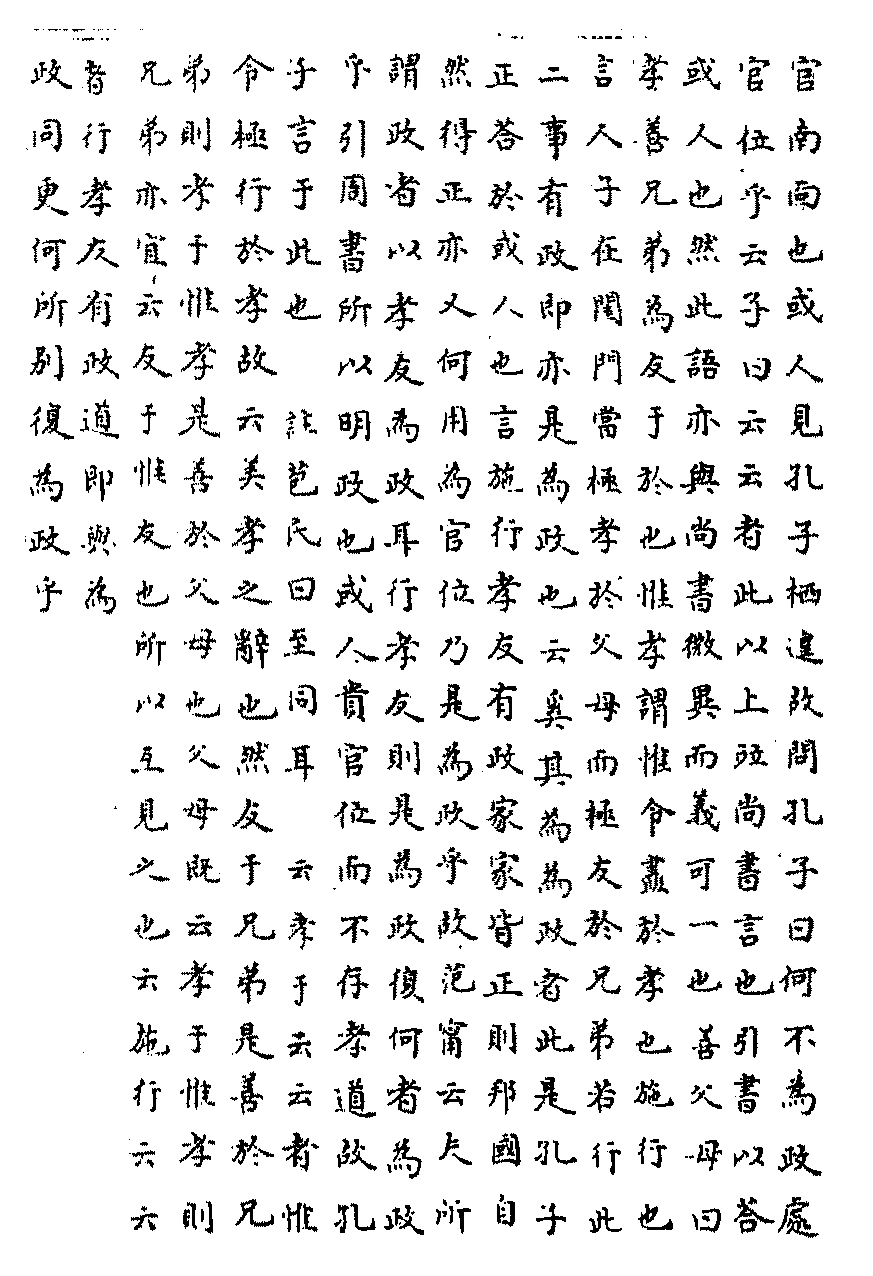 官南面也或人見孔子栖遑故問孔子曰何不為政處
官位乎云子曰云云者此以上並尚書言也引書以答
或人也然此語亦與尚書微異而義可一也善父母曰
孝善兄弟為友于於也惟孝謂惟令盡於孝也施行也
言人子在閨門當極孝於父母而極友於兄弟若行此
二事有政即亦是為政也云奚其為為政者此是孔子
正答於或人也言施行孝友有政家家皆正則邦國自
然得正亦又何用為官位乃是為政乎故范甯云夫所
謂政者以孝友為政耳行孝友則是為政復何者為政
乎引周書所以明政也或人貴官位而不存孝道故孔
子言于此也　註苞氏曰至同耳　云孝于云云者惟
令極行於孝故云美孝之辭也然友于兄弟是善於兄
弟則孝于惟孝是善於父母也父母既云孝于惟孝則
兄弟亦宜云友于惟友也所以互見之也云施行云云
者行孝友有政道即與為
政同更何所別復為政乎